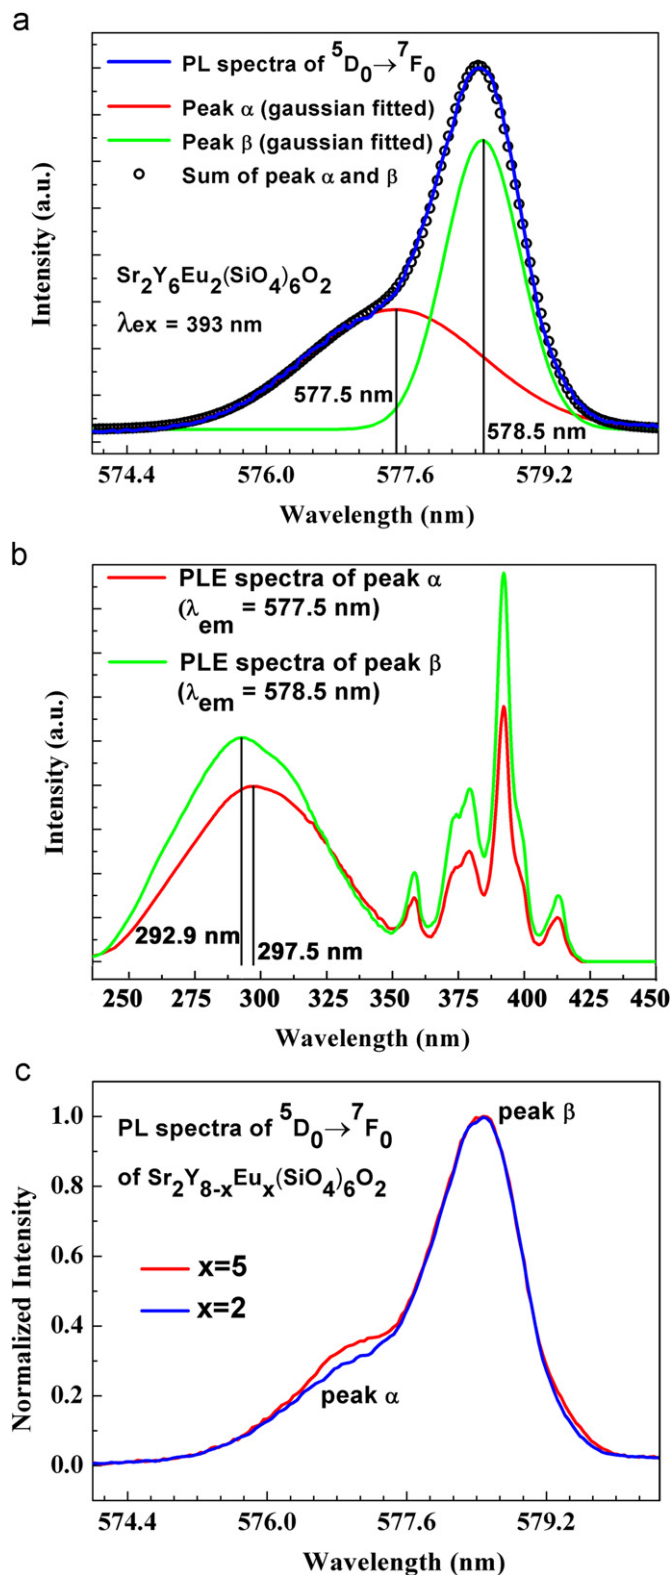 a
PL spectra of ⁵D₀→⁷F₀
Peak α (gaussian fitted)
Peak β (gaussian fitted)
Sum of peak α and β
Sr₂Y₆Eu₂(SiO₄)₆O₂
λex = 393 nm
577.5 nm
578.5 nm
Intensity (a.u.)
574.4 576.0 577.6 579.2
Wavelength (nm)
b
PLE spectra of peak α
(λem = 577.5 nm)
PLE spectra of peak β
(λem = 578.5 nm)
292.9 nm
297.5 nm
Intensity (a.u.)
250 275 300 325 350 375 400 425 450
Wavelength (nm)
c
PL spectra of ⁵D₀→⁷F₀
of Sr₂Y₈₋ₓEuₓ(SiO₄)₆O₂
peak β
x=5
x=2
peak α
Normalized Intensity
1.0
0.8
0.6
0.4
0.2
0.0
574.4 576.0 577.6 579.2
Wavelength (nm)